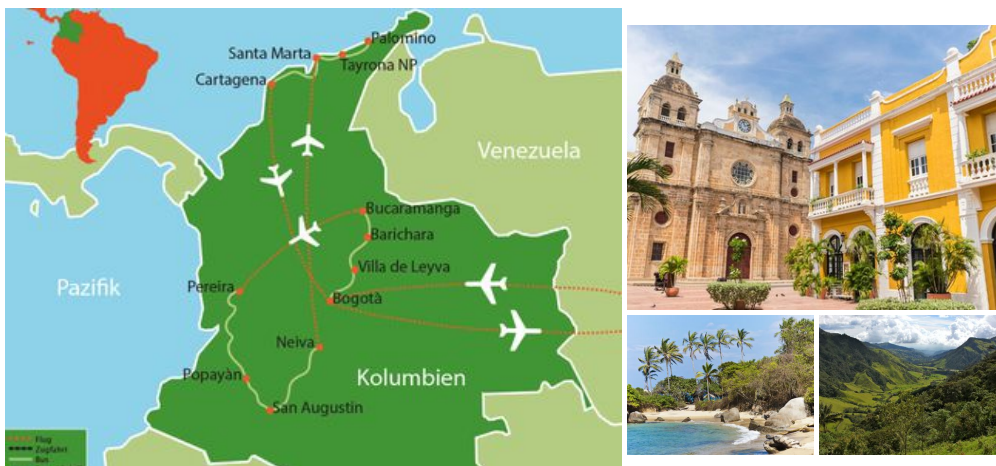 Palomino
Santa Marta
Tayrona NP
Cartagena
Venezuela
Bucaramanga
Barichara
Villa de Leyva
Pazifik
Pereira
Bogotà
Neiva
Popayàn
Kolumbien
San Augustin
Flug
Zugfahrt
Bus